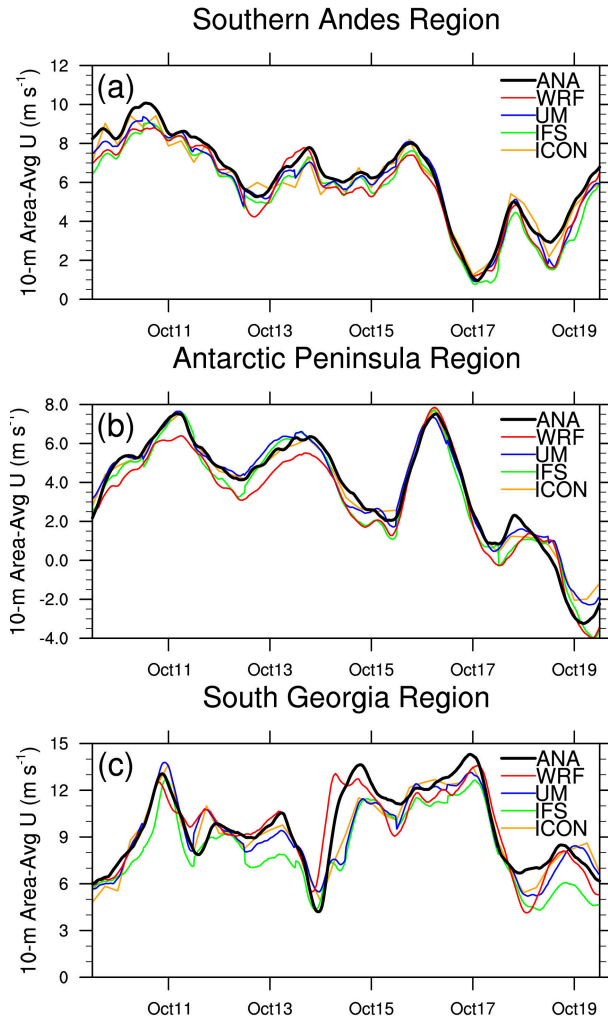 Southern Andes Region
(a)
10-m Area-Avg U (m s⁻¹)
12
10
8
6
4
2
0
ANA
WRF
UM
IFS
ICON
Oct11 Oct13 Oct15 Oct17 Oct19
Antarctic Peninsula Region
(b)
10-m Area-Avg U (m s⁻¹)
8.0
6.0
4.0
2.0
0.0
-2.0
-4.0
ANA
WRF
UM
IFS
ICON
Oct11 Oct13 Oct15 Oct17 Oct19
South Georgia Region
(c)
10-m Area-Avg U (m s⁻¹)
15
12
9
6
3
0
ANA
WRF
UM
IFS
ICON
Oct11 Oct13 Oct15 Oct17 Oct19